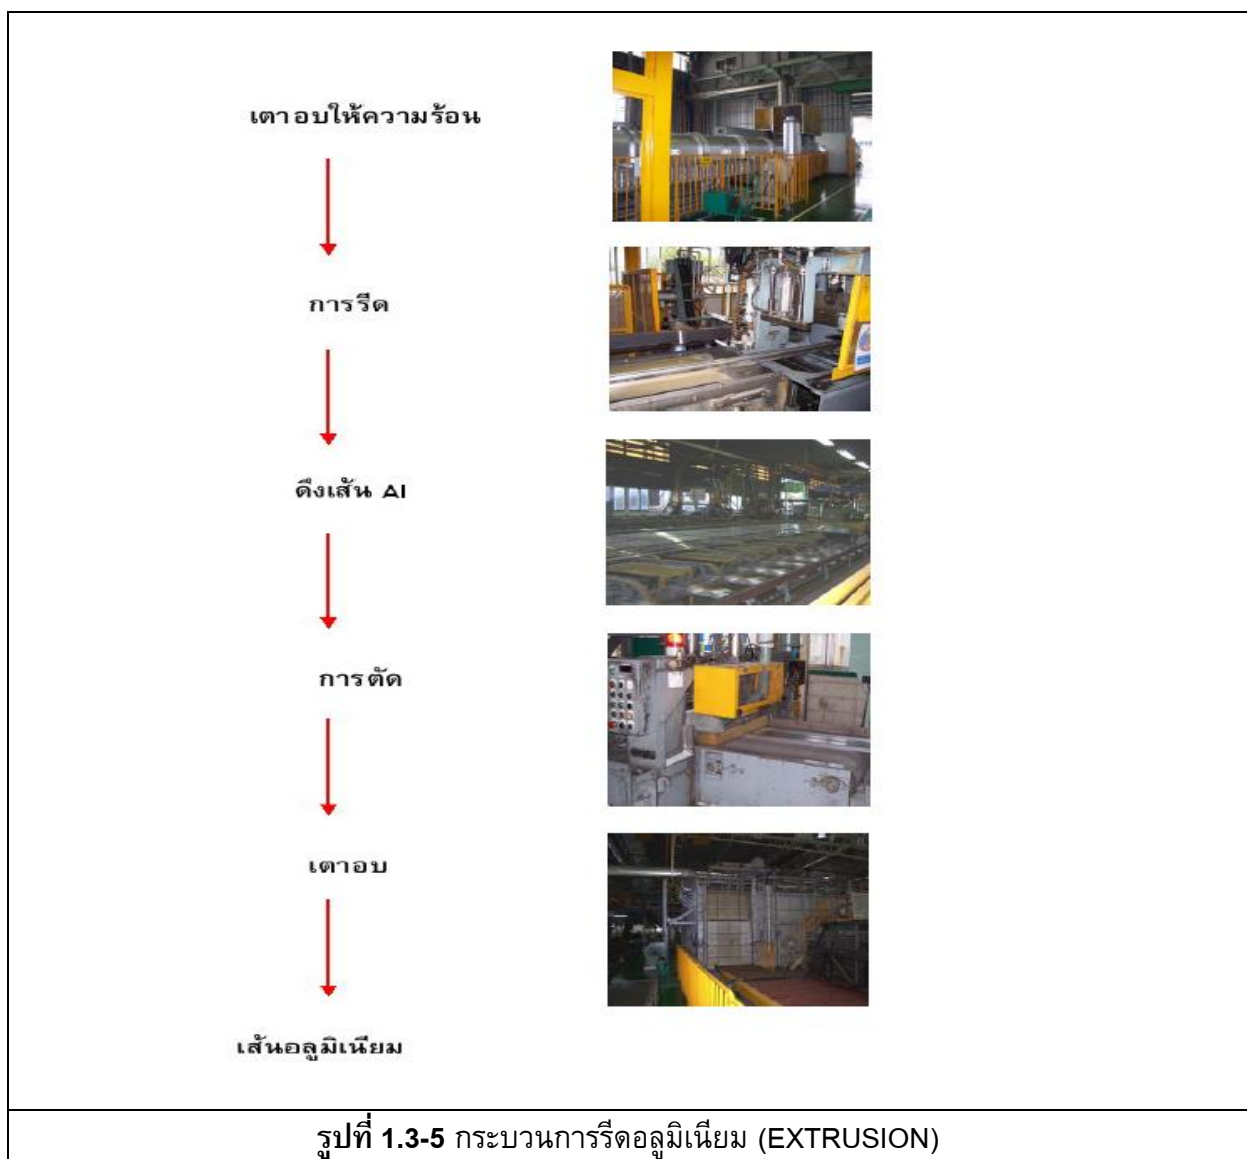 เตาอบให้ความร้อน
การรีด
ดึงเส้น Al
การตัด
เตาอบ
เส้นอลูมิเนียม
รูปที่ 1.3-5 กระบวนการรีดอลูมิเนียม (EXTRUSION)